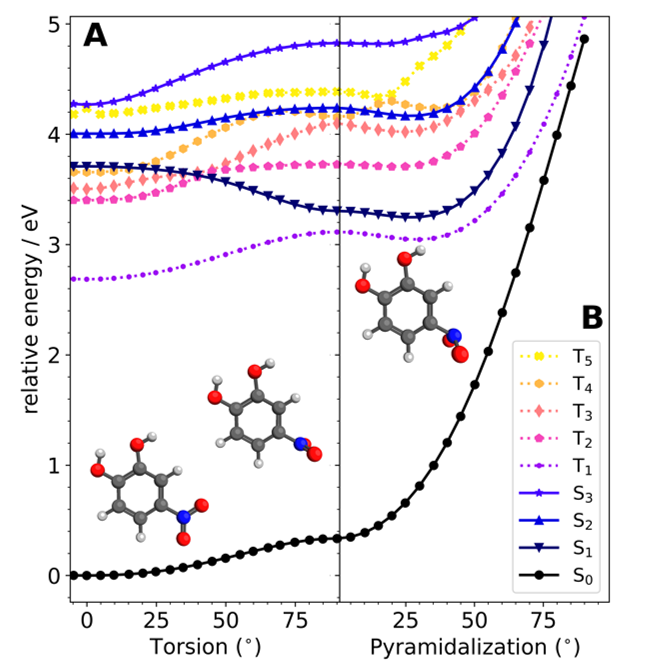 A
B
relative energy / eV
5
4
3
2
1
0
T₅
T₄
T₃
T₂
T₁
S₃
S₂
S₁
S₀
0 25 50 75 25 50 75
Torsion (°) Pyramidalization (°)